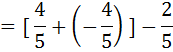 = [ 4/5 + ( − 4/5 ) ] − 2/5